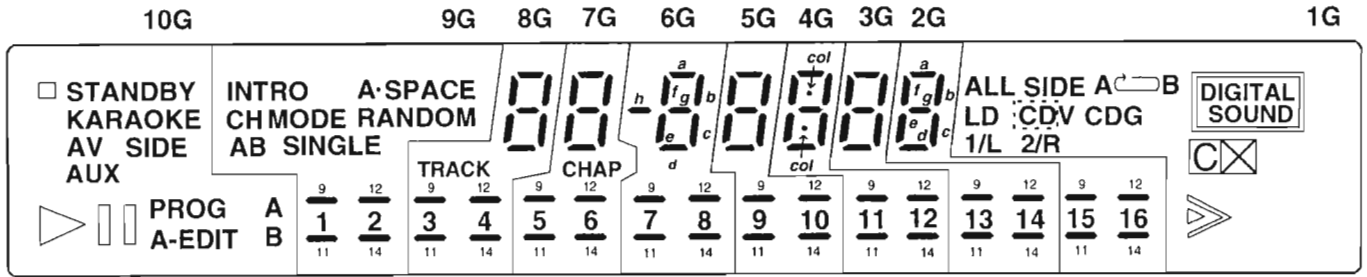 10G 9G 8G 7G 6G 5G 4G 3G 2G 1G
STANDBY INTRO A·SPACE ALL SIDE A B DIGITAL
KARAOKE CH MODE RANDOM LD CDV CDG SOUND
AV SIDE AB SINGLE 1/L 2/R C
AUX TRACK CHAP
a col a
f g b f g b
h
e c e c
d d
col
9 12 9 12 9 12 9 12 9 12 9 12 9 12 9 12
PROG A 1 2 3 4 5 6 7 8 9 10 11 12 13 14 15 16
A-EDIT B
11 14 11 14 11 14 11 14 11 14 11 14 11 14 11 14